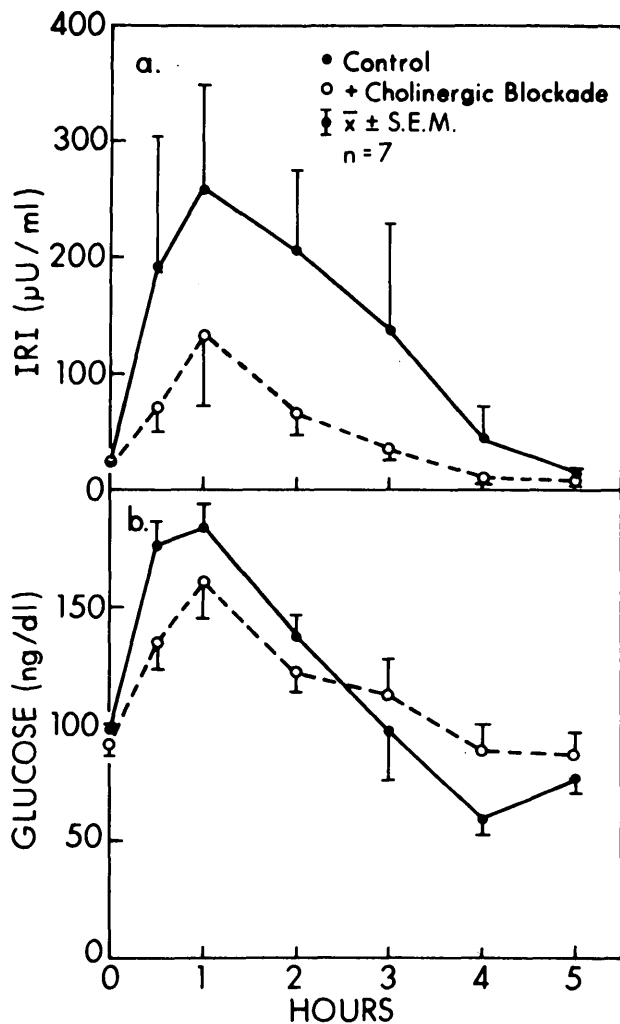 400
a.
Control
+ Cholinergic Blockade
x̄ ± S.E.M.
n = 7
300
200
100
0
IRI (μU / ml)
b.
150
100
50
0
GLUCOSE (ng/dl)
0 1 2 3 4 5
HOURS